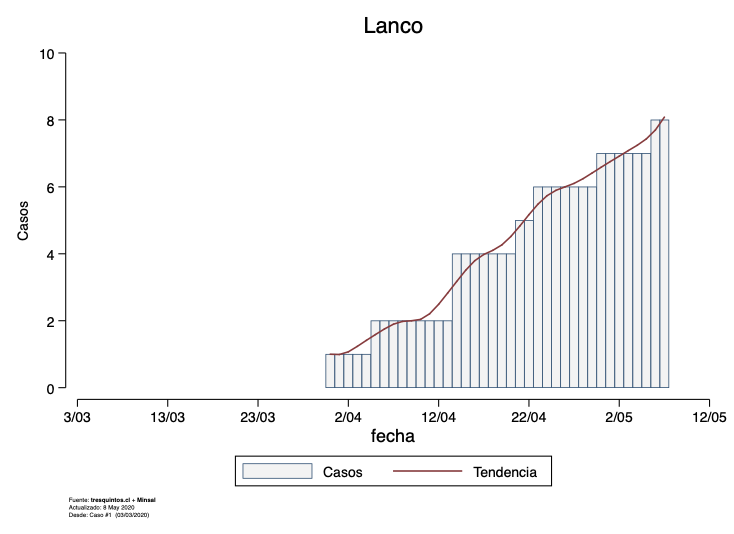 Lanco
10
8
6
4
2
0
Casos
3/03 13/03 23/03 2/04 12/04 22/04 2/05 12/05
fecha
Casos Tendencia
Fuente: tresquintos.cl + Minsal
Actualizado: 8 May 2020
Desde: Caso #1 (03/03/2020)